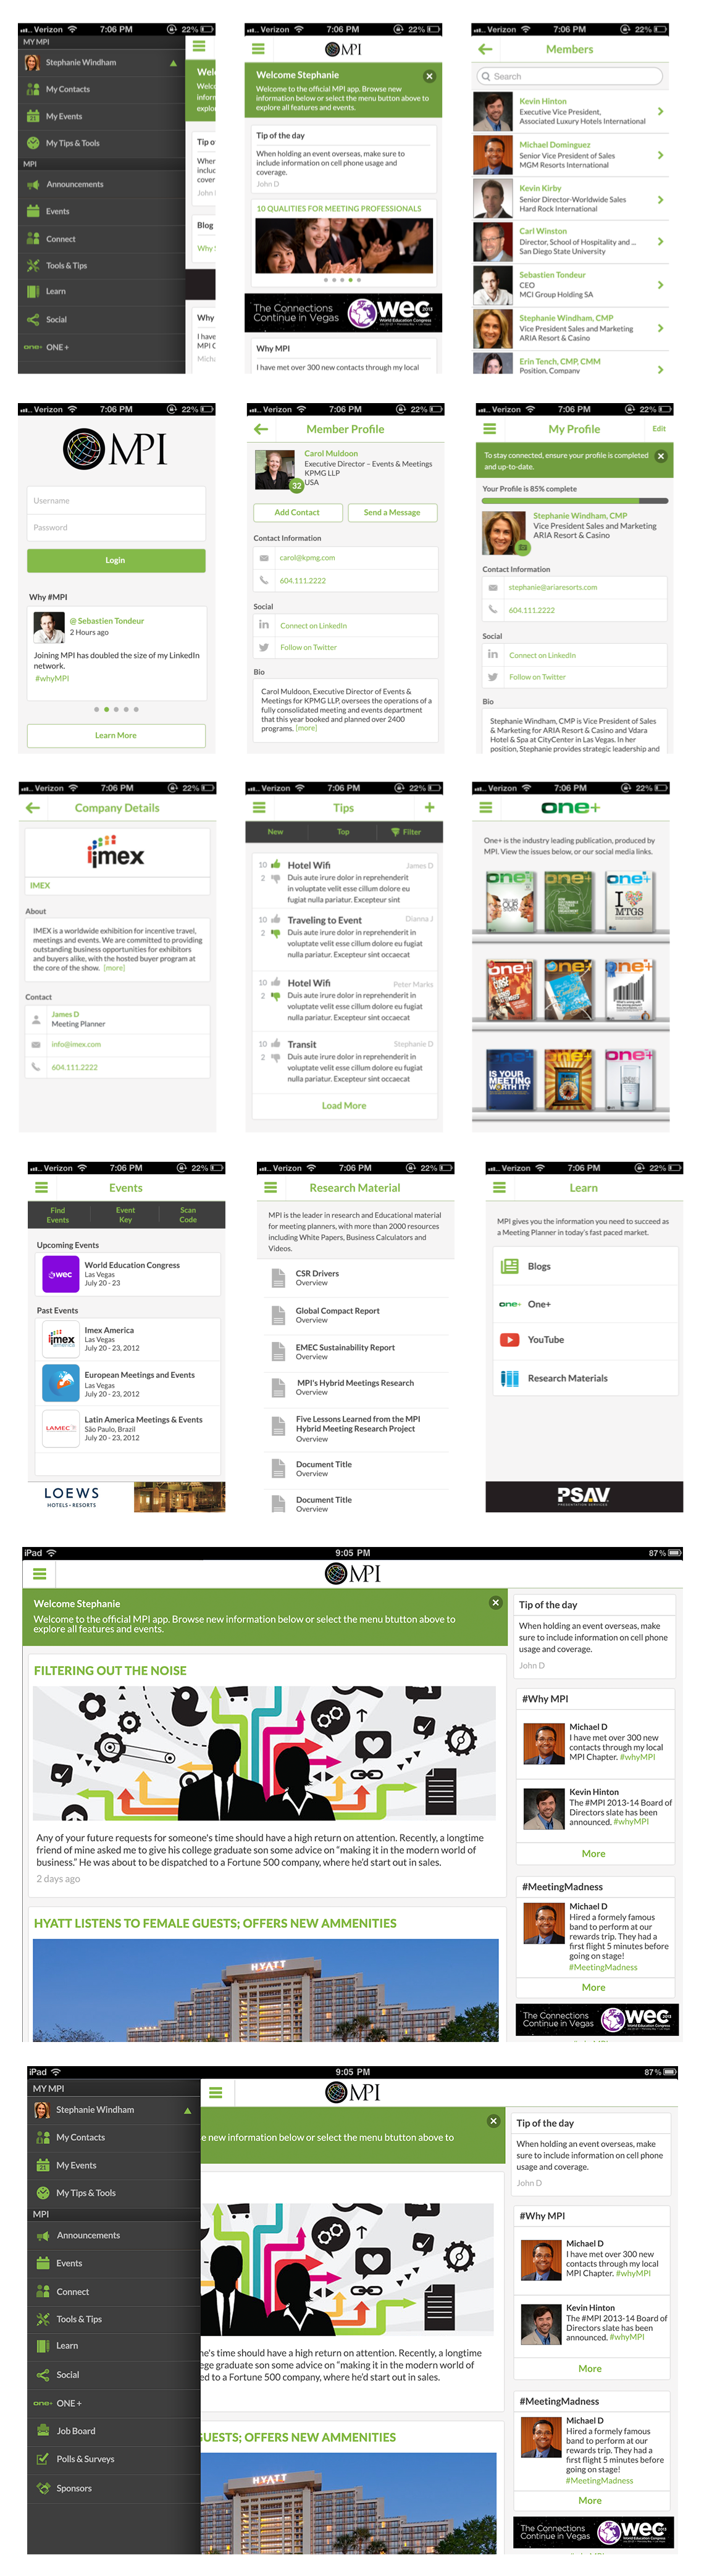 Verizon 7:06 PM 22%
MY MPI
Stephanie Windham
My Contacts
My Events
My Tips & Tools
MPI
Announcements
Events
Connect
Tools & Tips
Learn
Social
ONE +
Verizon 7:06 PM 22%
MPI
Welcome Stephanie
Welcome to the official MPI app. Browse new
information below or select the menu button above to
explore all features and events.
Tip of the day
When holding an event overseas, make sure to
include information on cell phone usage and
coverage.
John D
10 QUALITIES FOR MEETING PROFESSIONALS
The Connections
Continue in Vegas
wec 2013
Why MPI
I have met over 300 new contacts through my local
Verizon 7:06 PM 22%
Members
Search
Kevin Hinton
Executive Vice President,
Associated Luxury Hotels International
Michael Dominguez
Senior Vice President of Sales
MGM Resorts International
Kevin Kirby
Senior Director-Worldwide Sales
Hard Rock International
Carl Winston
Director, School of Hospitality and ...
San Diego State University
Sebastien Tondeur
CEO
MCI Group Holding SA
Stephanie Windham, CMP
Vice President Sales and Marketing
ARIA Resort & Casino
Erin Tench, CMP, CMM
Position, Company
Verizon 7:06 PM 22%
MPI
Username
Password
Login
Why #MPI
@ Sebastien Tondeur
2 Hours ago
Joining MPI has doubled the size of my LinkedIn
network.
#whyMPI
Learn More
Verizon 7:06 PM 22%
Member Profile
Carol Muldoon
Executive Director – Events & Meetings
KPMG LLP
USA
32
Add Contact
Send a Message
Contact Information
carol@kpmg.com
604.111.2222
Social
Connect on LinkedIn
Follow on Twitter
Bio
Carol Muldoon, Executive Director of Events &
Meetings for KPMG LLP, oversees the operations of a
fully consolidated meeting and events department
that this year booked and planned over 2400
programs. [more]
Verizon 7:06 PM 22%
My Profile
Edit
To stay connected, ensure your profile is completed
and up-to-date.
Your Profile is 85% complete
Stephanie Windham, CMP
Vice President Sales and Marketing
ARIA Resort & Casino
Contact Information
stephanie@ariaresorts.com
604.111.2222
Social
Connect on LinkedIn
Follow on Twitter
Bio
Stephanie Windham, CMP is Vice President of Sales
& Marketing for ARIA Resort & Casino and Vdara
Hotel & Spa at CityCenter in Las Vegas. In her
position, Stephanie provides strategic leadership and
Verizon 7:06 PM 22%
Company Details
imex
IMEX
About
IMEX is a worldwide exhibition for incentive travel,
meetings and events. We are committed to providing
outstanding business opportunities for exhibitors
and buyers alike, with the hosted buyer program at
the core of the show. [more]
Contact
James D
Meeting Planner
info@imex.com
604.111.2222
Verizon 7:06 PM 22%
Tips
New
Top
Filter
10 Hotel Wifi James D
2 Duis aute irure dolor in reprehenderit
in voluptate velit esse cillum dolore eu
fugiat nulla pariatur. Excepteur sint
10 Traveling to Event Dianna J
2 Duis aute irure dolor in reprehenderit in
voluptate velit esse cillum dolore eu fugiat
nulla pariatur. Excepteur sint occaecat
10 Hotel Wifi Peter Marks
2 Duis aute irure dolor in reprehenderit in
voluptate velit esse cillum dolore eu fugiat
nulla pariatur. Excepteur sint occaecat
10 Transit Stephanie D
2 Duis aute irure dolor in reprehenderit in
voluptate velit esse cillum dolore eu fugiat
nulla pariatur. Excepteur sint occaecat
Load More
Verizon 7:06 PM 22%
one+
One+ is the industry leading publication, produced by
MPI. View the issues below, or our social media links.
one+
one+
one+
I
MTGS
one+
one+
one+
IS YOUR
MEETING
WORTH IT?
one+
one+
Verizon 7:06 PM 22%
Events
Find
Events
Event
Key
Scan
Code
Upcoming Events
wec
World Education Congress
Las Vegas
July 20 - 23
Past Events
imex
Imex America
Las Vegas
July 20 - 23, 2012
European Meetings and Events
Las Vegas
July 20 - 23, 2012
LAMEC
Latin America Meetings & Events
São Paulo, Brazil
July 20 - 23, 2012
LOEWS
HOTELS • RESORTS
Verizon 7:06 PM 22%
Research Material
MPI is the leader in research and Educational material
for meeting planners, with more than 2000 resources
including White Papers, Business Calculators and
Videos.
CSR Drivers
Overview
Global Compact Report
Overview
EMEC Sustainability Report
Overview
MPI's Hybrid Meetings Research
Overview
Five Lessons Learned from the MPI
Hybrid Meeting Research Project
Overview
Document Title
Overview
Document Title
Overview
Verizon 7:06 PM 22%
Learn
MPI gives you the information you need to succeed as
a Meeting Planner in today's fast paced market.
Blogs
one+ One+
YouTube
Research Materials
PSAV
PRESENTATION SERVICES
iPad 9:05 PM 87%
MPI
Welcome Stephanie
Welcome to the official MPI app. Browse new information below or select the menu btutton above to
explore all features and events.
FILTERING OUT THE NOISE
Any of your future requests for someone's time should have a high return on attention. Recently, a longtime
friend of mine asked me to give his college graduate son some advice on "making it in the modern world of
business." He was about to be dispatched to a Fortune 500 company, where he'd start out in sales.
2 days ago
HYATT LISTENS TO FEMALE GUESTS; OFFERS NEW AMMENITIES
HYATT
Tip of the day
When holding an event overseas, make
sure to include information on cell phone
usage and coverage.
John D
#Why MPI
Michael D
I have met over 300 new
contacts through my local
MPI Chapter. #whyMPI
Kevin Hinton
The #MPI 2013-14 Board of
Directors slate has been
announced. #whyMPI
More
#MeetingMadness
Michael D
Hired a formely famous
band to perform at our
rewards trip. They had a
first flight 5 minutes before
going on stage!
#MeetingMadness
More
The Connections
Continue in Vegas
wec 2013
iPad 9:05 PM 87%
MY MPI
Stephanie Windham
My Contacts
My Events
My Tips & Tools
MPI
Announcements
Events
Connect
Tools & Tips
Learn
Social
one+ ONE +
Job Board
Polls & Surveys
Sponsors
MPI
e new information below or select the menu btutton above to
ne's time should have a high return on attention. Recently, a longtime
ege graduate son some advice on "making it in the modern world of
ed to a Fortune 500 company, where he'd start out in sales.
GUESTS; OFFERS NEW AMMENITIES
HYATT
Tip of the day
When holding an event overseas, make
sure to include information on cell phone
usage and coverage.
John D
#Why MPI
Michael D
I have met over 300 new
contacts through my local
MPI Chapter. #whyMPI
Kevin Hinton
The #MPI 2013-14 Board of
Directors slate has been
announced. #whyMPI
More
#MeetingMadness
Michael D
Hired a formely famous
band to perform at our
rewards trip. They had a
first flight 5 minutes before
going on stage!
#MeetingMadness
More
The Connections
Continue in Vegas
wec 2013